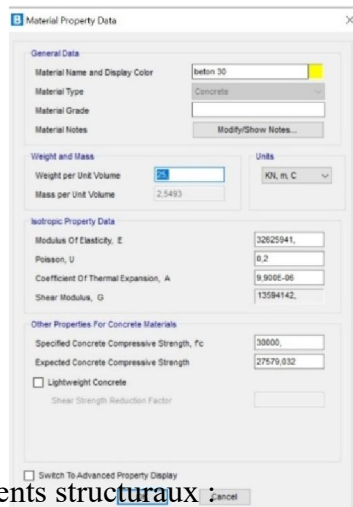 B Material Property Data
General Data
Material Name and Display Color beton 30
Material Type Concrete
Material Grade
Material Notes Modify/Show Notes...
Weight and Mass
Weight per Unit Volume 25,
Mass per Unit Volume 2,5493
Units
KN, m, C
Isotropic Property Data
Modulus Of Elasticity, E 32625941,
Poisson, U 0,2
Coefficient Of Thermal Expansion, A 9,900E-06
Shear Modulus, G 13594142,
Other Properties For Concrete Materials
Specified Concrete Compressive Strength, f'c 30000,
Expected Concrete Compressive Strength 27579,032
Lightweight Concrete
Shear Strength Reduction Factor
Switch To Advanced Property Display
ents structuraux :
Cancel